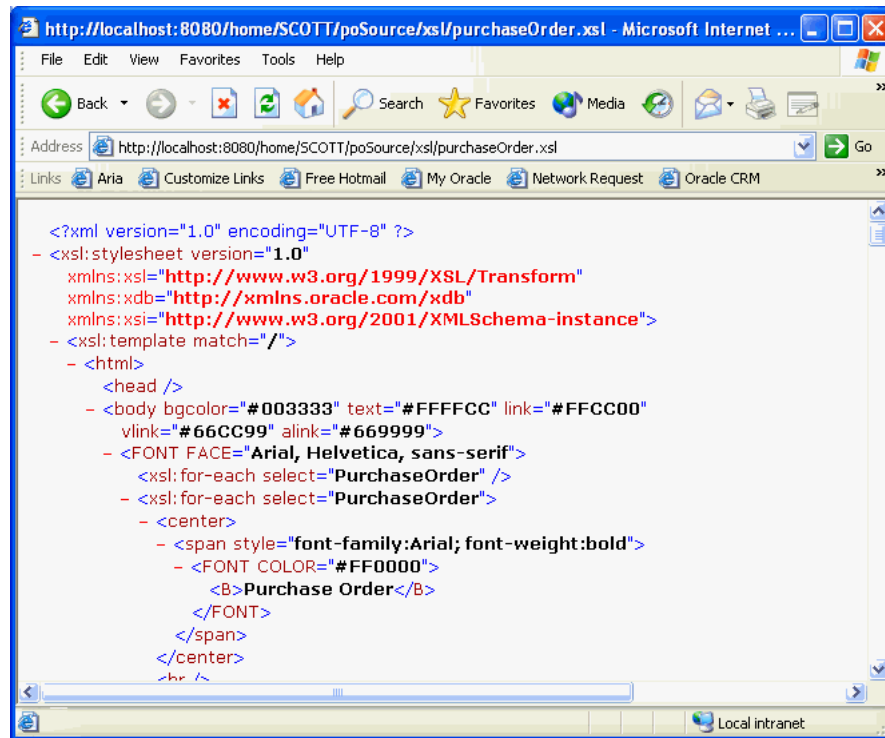 http://localhost:8080/home/SCOTT/poSource/xsl/purchaseOrder.xsl - Microsoft Internet ...
File Edit View Favorites Tools Help
Back Search Favorites Media
Address http://localhost:8080/home/SCOTT/poSource/xsl/purchaseOrder.xsl Go
Links Aria Customize Links Free Hotmail My Oracle Network Request Oracle CRM
<?xml version="1.0" encoding="UTF-8" ?>
- <xsl:stylesheet version="1.0"
xmlns:xsl="http://www.w3.org/1999/XSL/Transform"
xmlns:xdb="http://xmlns.oracle.com/xdb"
xmlns:xsi="http://www.w3.org/2001/XMLSchema-instance">
- <xsl:template match="/">
- <html>
<head />
- <body bgcolor="#003333" text="#FFFFCC" link="#FFCC00"
vlink="#66CC99" alink="#669999">
- <FONT FACE="Arial, Helvetica, sans-serif">
<xsl:for-each select="PurchaseOrder" />
- <xsl:for-each select="PurchaseOrder">
- <center>
- <span style="font-family:Arial; font-weight:bold">
- <FONT COLOR="#FF0000">
<B>Purchase Order</B>
</FONT>
</span>
</center>
<br />
Local intranet